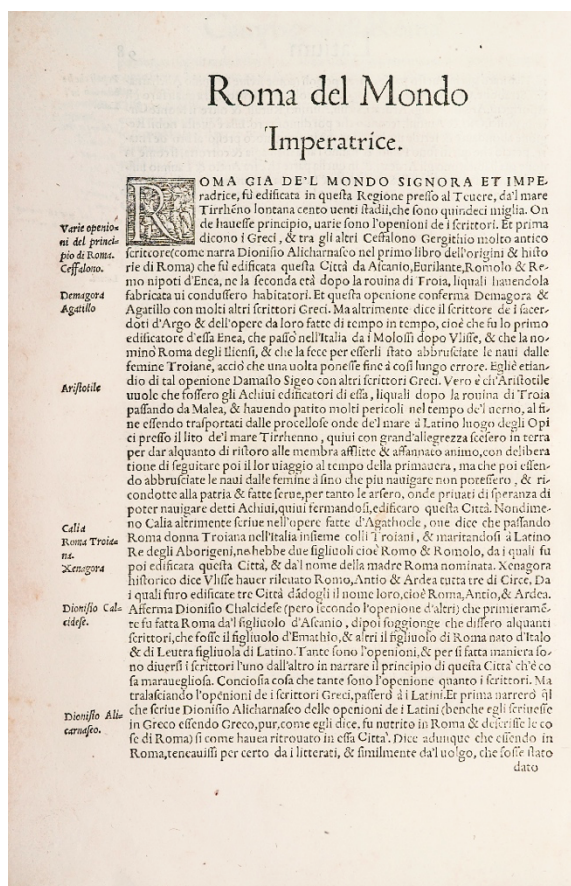 Roma del Mondo
Imperatrice.
ROMA GIA DE'L MONDO SIGNORA ET IMPE-
radrice, fù edificata in questa Regione presso al Teuere, da'l mare
Tirrhéno lontana cento uenti stadii, che sono quindeci miglia. On
de hauesse principio, uarie sono l'openioni de i scrittori. Et prima
dicono i Greci, & tra gli altri Ceffalono Gergithio molto antico
scrittore (come narra Dionisio Alicharnaseo nel primo libro dell'origini & histo
rie di Roma) che fù edificata questa Città da Ascanio, Eurilante, Romolo & Re
mo nipoti d'Enea, ne la seconda età dopo la rouina di Troia, liquali hauendola
fabricata ui condussero habitatori. Et questa openione conferma Demagora &
Agatillo con molti altri scrittori Greci. Ma altrimente dice il scrittore de i sacer-
doti d'Argo & dell'opere da loro fatte di tempo in tempo, cioè che fu lo primo
edificatore d'essa Enea, che passò nell'Italia da i Molossi dopo Vlisse, & che la no-
minò Roma degli Iliensi, & che la fece per esserli stato abbrusciate le naui dalle
femine Troiane, acciò che una uolta ponesse fine à cosi lungo errore. Egliè etian-
dio di tal openione Damasto Sigeo con altri scrittori Greci. Vero è ch'Aristotile
uuole che fossero gli Achiui edificatori di essa, liquali dopo la rouina di Troia
passando da Malea, & hauendo patito molti pericoli nel tempo de'l uerno, al fi-
ne essendo trasportati dalle procellose onde de'l mare à Latino luogo degli Opi
ci presso il lito de'l mare Tirrhenno, quiui con grand'allegrezza scesero in terra
per dar alquanto di ristoro alle membra afflitte & affannato animo, con delibera
tione di seguitare poi il lor uiaggio al tempo della primauera, ma che poi essen-
do abbrusciate le naui dalle femine à fino che piu nauigare non potessero, & ri-
condotte alla patria & fatte serue, per tanto le arsero, onde priuati di speranza di
poter nauigare detti Achiui, quiui fermandosi, edificaro questa Città. Nondime-
no Calia altrimente scriue nell'opere fatte d'Agathocle, oue dice che passando
Roma donna Troiana nell'Italia insieme colli Troiani, & maritandosi à Latino
Re degli Aborigeni, ne hebbe due figliuoli cioè Romo & Romolo, da i quali fu
poi edificata questa Città, & da'l nome della madre Roma nominata. Xenagora
historico dice Vlisse hauer rileuato Romo, Antio & Ardea tutta tre di Circe, Da
i quali furo edificate tre Città dādogli il nome loro, cioè Roma, Antio, & Ardea.
Afferma Dionisio Chalcidese (pero secondo l'openione d'altri) che primieramē-
te fu fatta Roma da'l figliuolo d'Ascanio, dipoi soggionge che dissero alquanti
scrittori, che fosse il figliuolo d'Emathio, & altri il figliuolo di Roma nato d'Italo
& di Leutra figliuola di Latino. Tante sono l'openioni, & per si fatta maniera so-
no diuersi i scrittori l'uno dall'altro in narrare il principio di questa Citta' ch'è co
sa marauegliosa. Conciosia cosa che tante sono l'openione quanto i scrittori. Ma
tralasciando l'openioni de i scrittori Greci, passerò à i Latini. Et prima narrerò q̄l
che scriue Dionisio Alicharnaseo delle openioni de i Latini (benche egli scriuesse
in Greco essendo Greco, pur, come egli dice, fu nutrito in Roma & descrisse le co
se di Roma) si come hauea ritrouato in essa Citta'. Dice adunque che essendo in
Roma, teneauissi per certo da i litterati, & similmente da'l uolgo, che fosse stato
dato
Varie openio=
ni del princi=
pio di Roma.
Ceffalono.
Demagora
Agatillo
Aristotile
Calia
Roma Troia=
na.
Xenagora
Dionisio Cal=
cidese.
Dionisio Ali=
carnaseo.